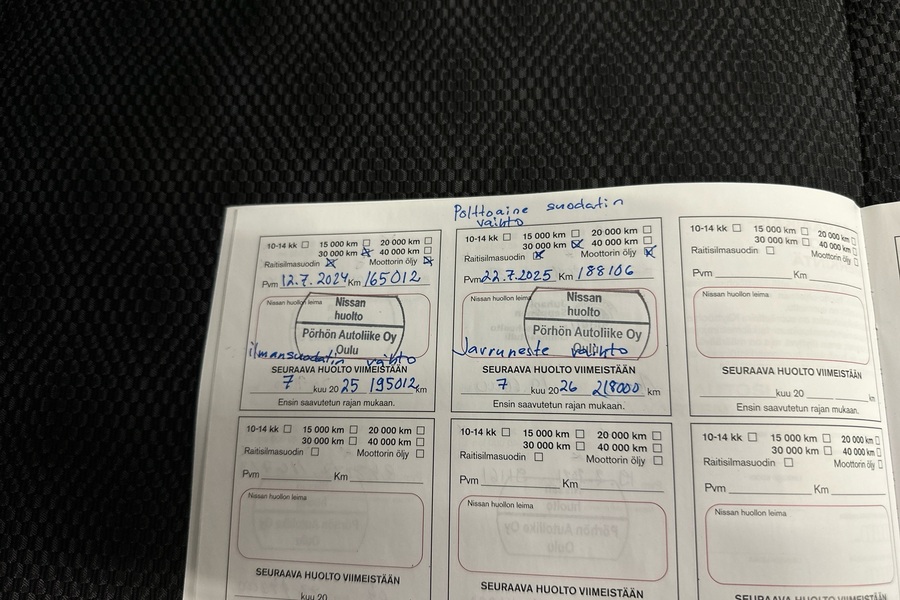 Polttoaine suodatin
vaihto
10-14 kk 15 000 km 20 000 km
30 000 km 40 000 km
Raitisilmasuodin Moottorin öljy
Pvm 12.7.2024 Km 165012
Nissan huollon leima
Nissan
huolto
Pörhön Autoliike Oy
Oulu
ilmansuodatin vaihto
SEURAAVA HUOLTO VIIMEISTÄÄN
7 kuu 2025 195012 km
Ensin saavutetun rajan mukaan.
10-14 kk 15 000 km 20 000 km
30 000 km 40 000 km
Raitisilmasuodin Moottorin öljy
Pvm 22.7.2025 Km 188106
Nissan huollon leima
Nissan
huolto
Pörhön Autoliike Oy
Oulu
Jarruneste vaihto
SEURAAVA HUOLTO VIIMEISTÄÄN
7 kuu 2026 218000 km
Ensin saavutetun rajan mukaan.
10-14 kk 15 000 km 20 000 km
30 000 km 40 000 km
Raitisilmasuodin Moottorin öljy
Pvm Km
Nissan huollon leima
SEURAAVA HUOLTO VIIMEISTÄÄN
kuu 20 km
Ensin saavutetun rajan mukaan.
10-14 kk 15 000 km 20 000 km
30 000 km 40 000 km
Raitisilmasuodin Moottorin öljy
Pvm Km
Nissan huollon leima
SEURAAVA HUOLTO VIIMEISTÄÄN
kuu 20
10-14 kk 15 000 km 20 000 km
30 000 km 40 000 km
Raitisilmasuodin Moottorin öljy
Pvm Km
Nissan huollon leima
SEURAAVA HUOLTO VIIMEISTÄÄN
10-14 kk 15 000 km 20 000 km
30 000 km 40 000 km
Raitisilmasuodin Moottorin öljy
Pvm Km
Nissan huollon leima
SEURAAVA HUOLTO VIIMEISTÄÄN